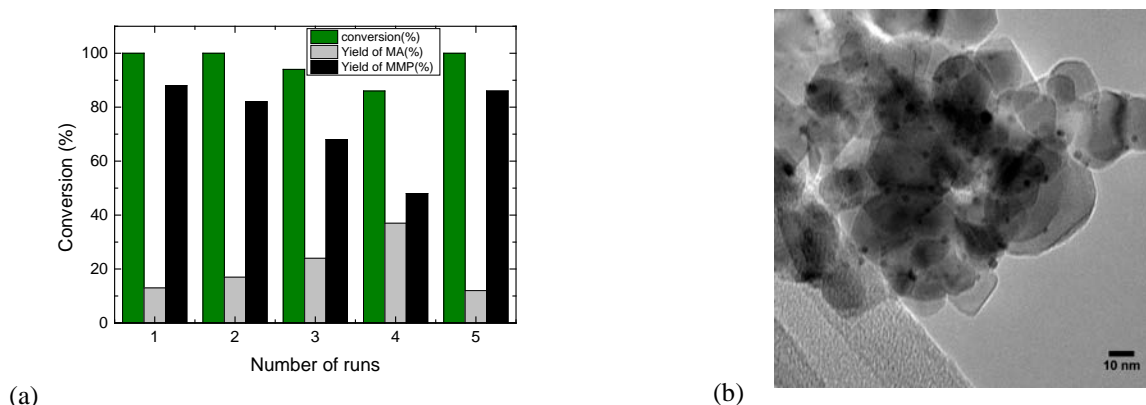 conversion(%)
Yield of MA(%)
Yield of MMP(%)
100
80
60
40
20
0
Conversion (%)
1 2 3 4 5
Number of runs
(a)
(b)
10 nm